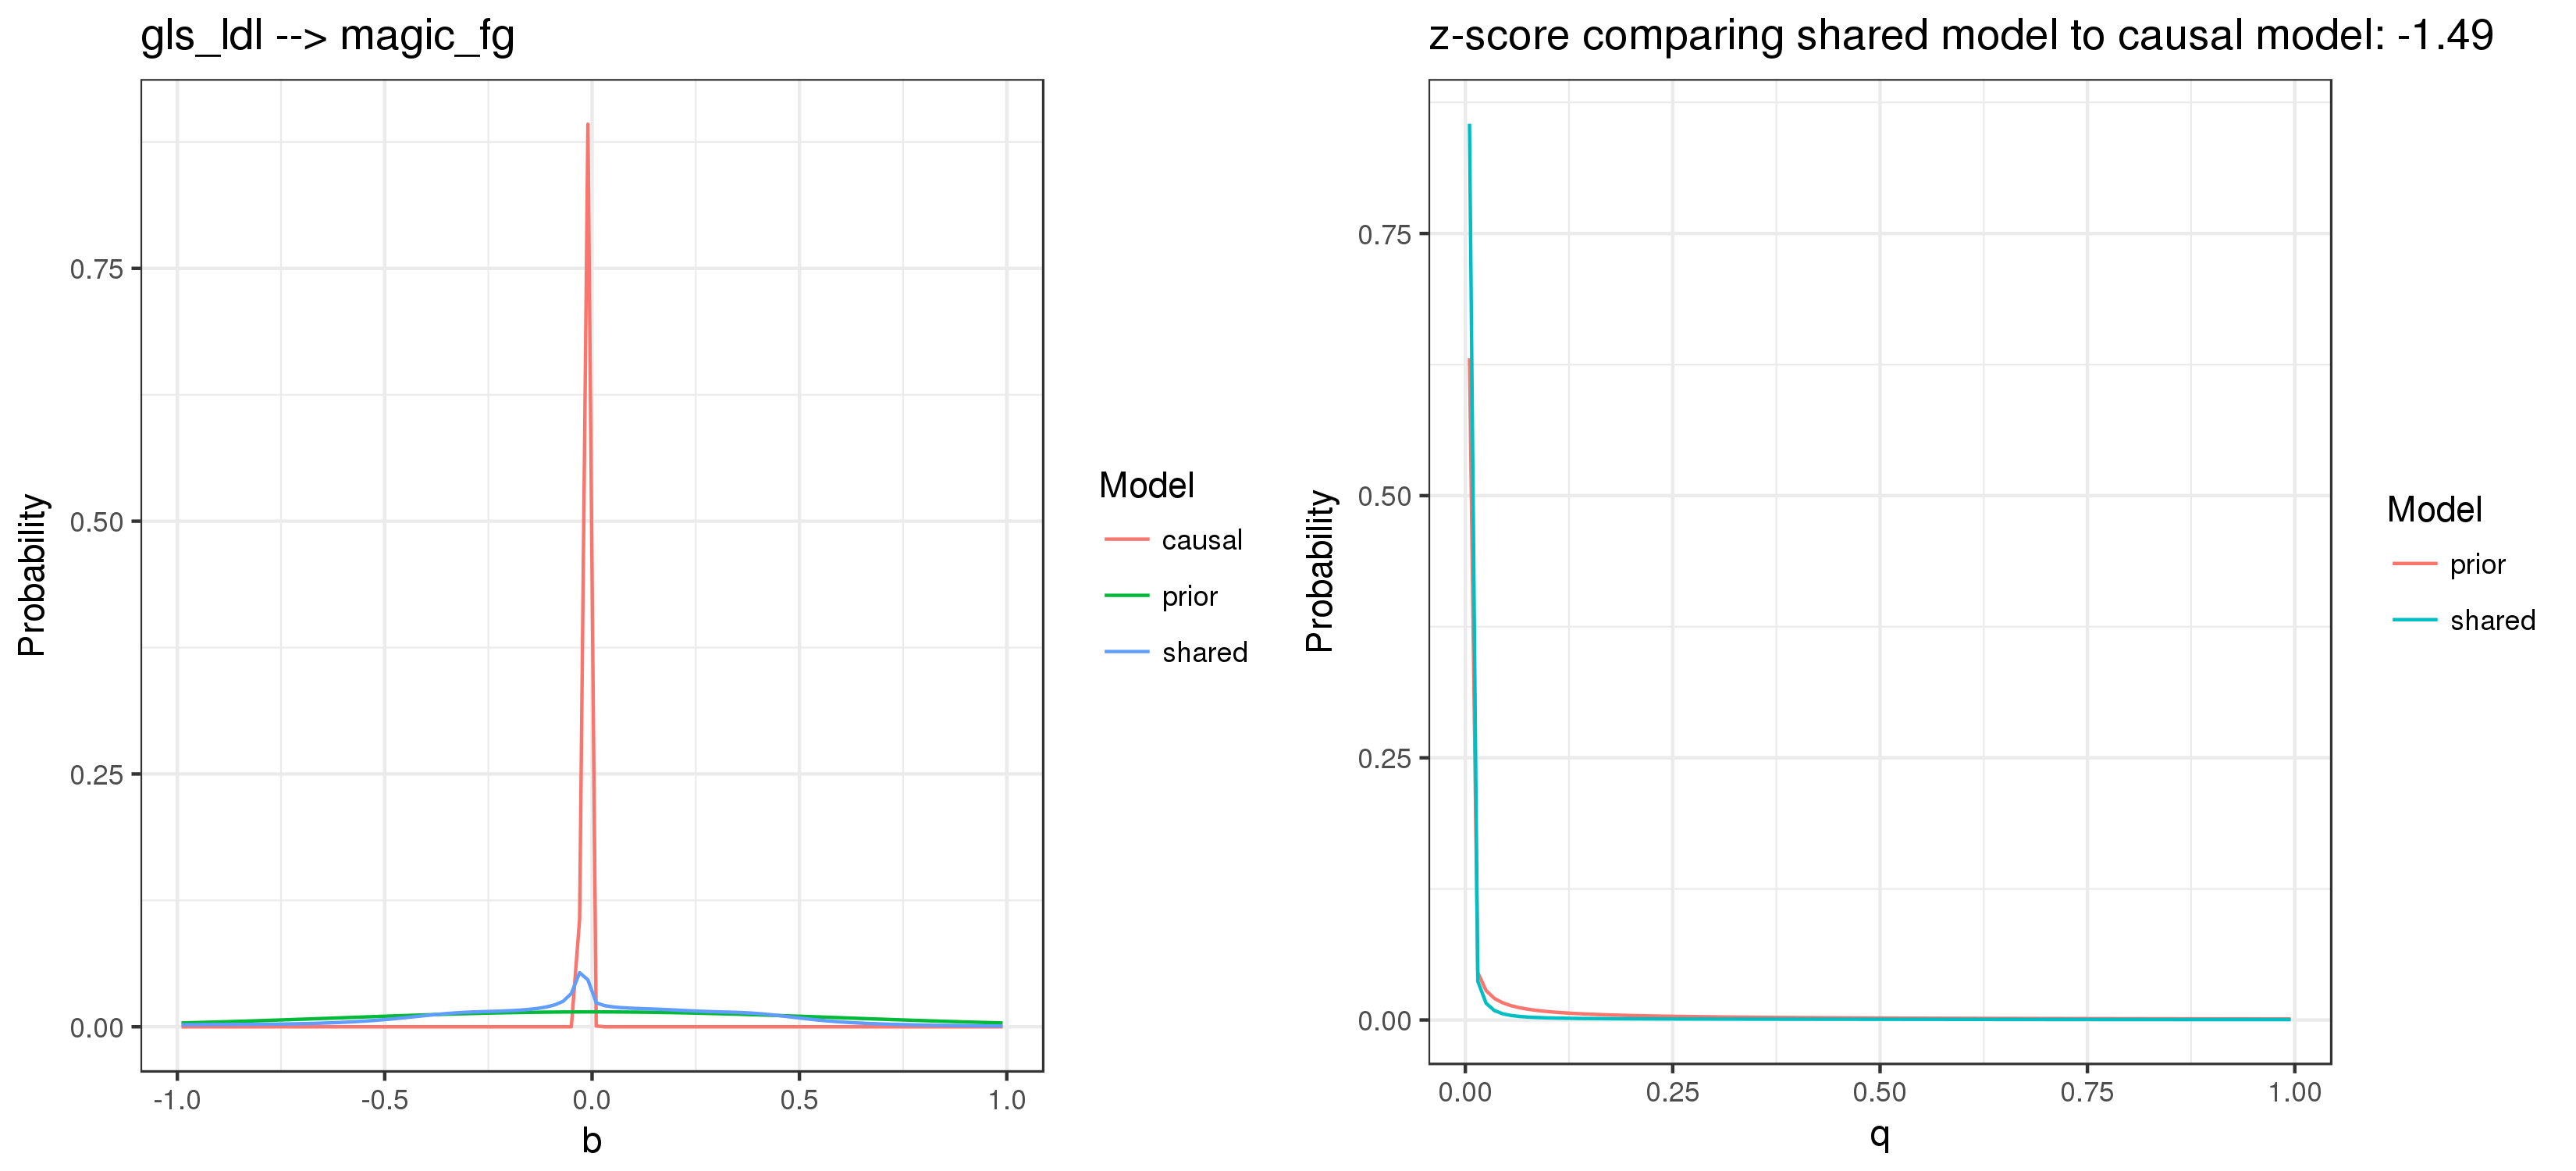 gls_ldl --> magic_fg
Probability
0.75
0.50
0.25
0.00
-1.0 -0.5 0.0 0.5 1.0
b
Model
causal
prior
shared
z-score comparing shared model to causal model: -1.49
Probability
0.75
0.50
0.25
0.00
0.00 0.25 0.50 0.75 1.00
q
Model
prior
shared